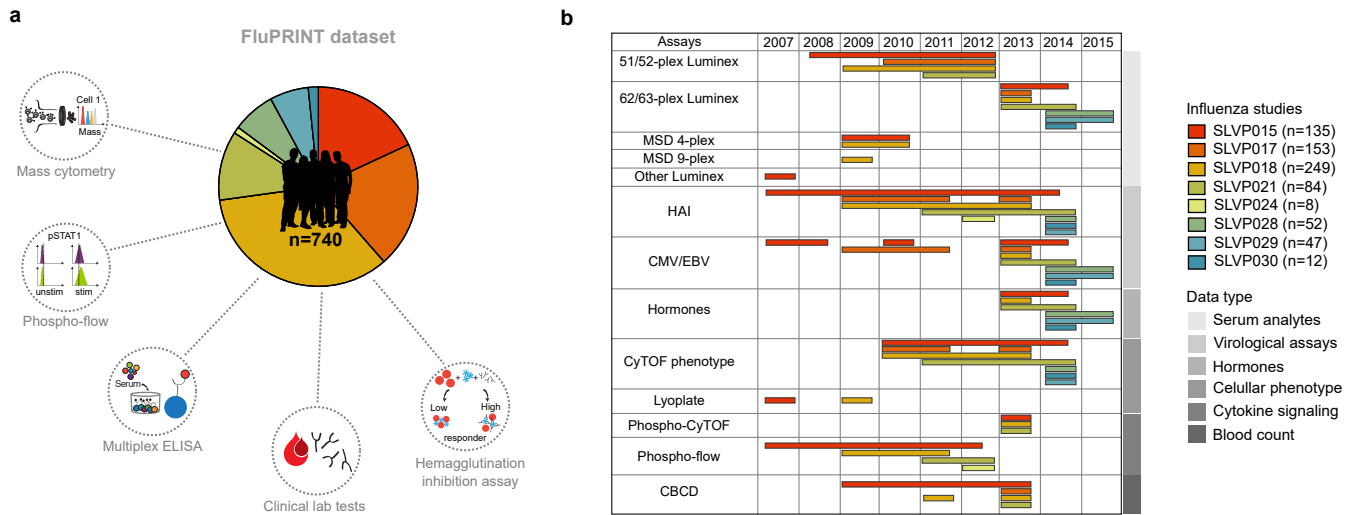 a
FluPRINT dataset
Cell 1
Mass
Mass cytometry
pSTAT1
unstim stim
Phospho-flow
n=740
Serum
Multiplex ELISA
Clinical lab tests
Low High
responder
Hemagglutination
inhibition assay
b
Assays 2007 2008 2009 2010 2011 2012 2013 2014 2015
51/52-plex Luminex
62/63-plex Luminex
MSD 4-plex
MSD 9-plex
Other Luminex
HAI
CMV/EBV
Hormones
CyTOF phenotype
Lyoplate
Phospho-CyTOF
Phospho-flow
CBCD
Influenza studies
SLVP015 (n=135)
SLVP017 (n=153)
SLVP018 (n=249)
SLVP021 (n=84)
SLVP024 (n=8)
SLVP028 (n=52)
SLVP029 (n=47)
SLVP030 (n=12)
Data type
Serum analytes
Virological assays
Hormones
Celullar phenotype
Cytokine signaling
Blood count